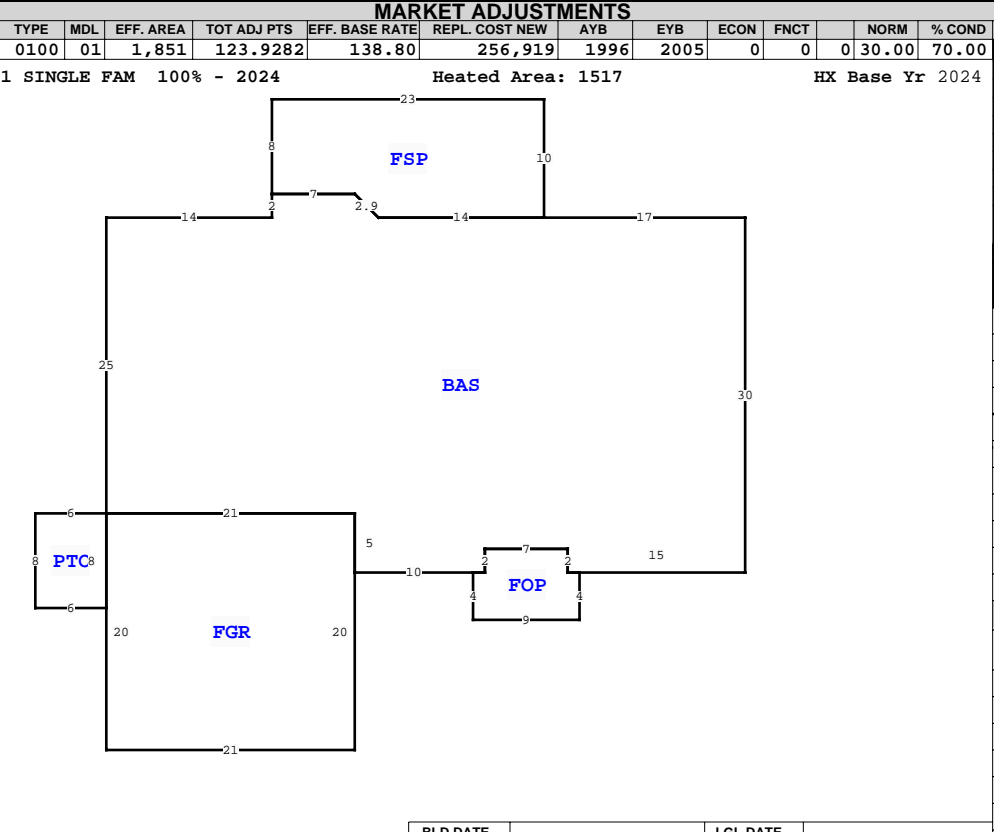 MARKET ADJUSTMENTS
TYPE MDL EFF. AREA TOT ADJ PTS EFF. BASE RATE REPL. COST NEW AYB EYB ECON FNCT NORM % COND
0100 01 1,851 123.9282 138.80 256,919 1996 2005 0 0 0 30.00 70.00
1 SINGLE FAM 100% - 2024 Heated Area: 1517 HX Base Yr 2024
23
8 FSP 10
7
2 2.9
14 14 17
25
BAS
30
6 21
5
7
15
8 PTO 8 2 2
10
FOP
4 4
6
9
20 FGR 20
21
BLD DATE LGL DATE